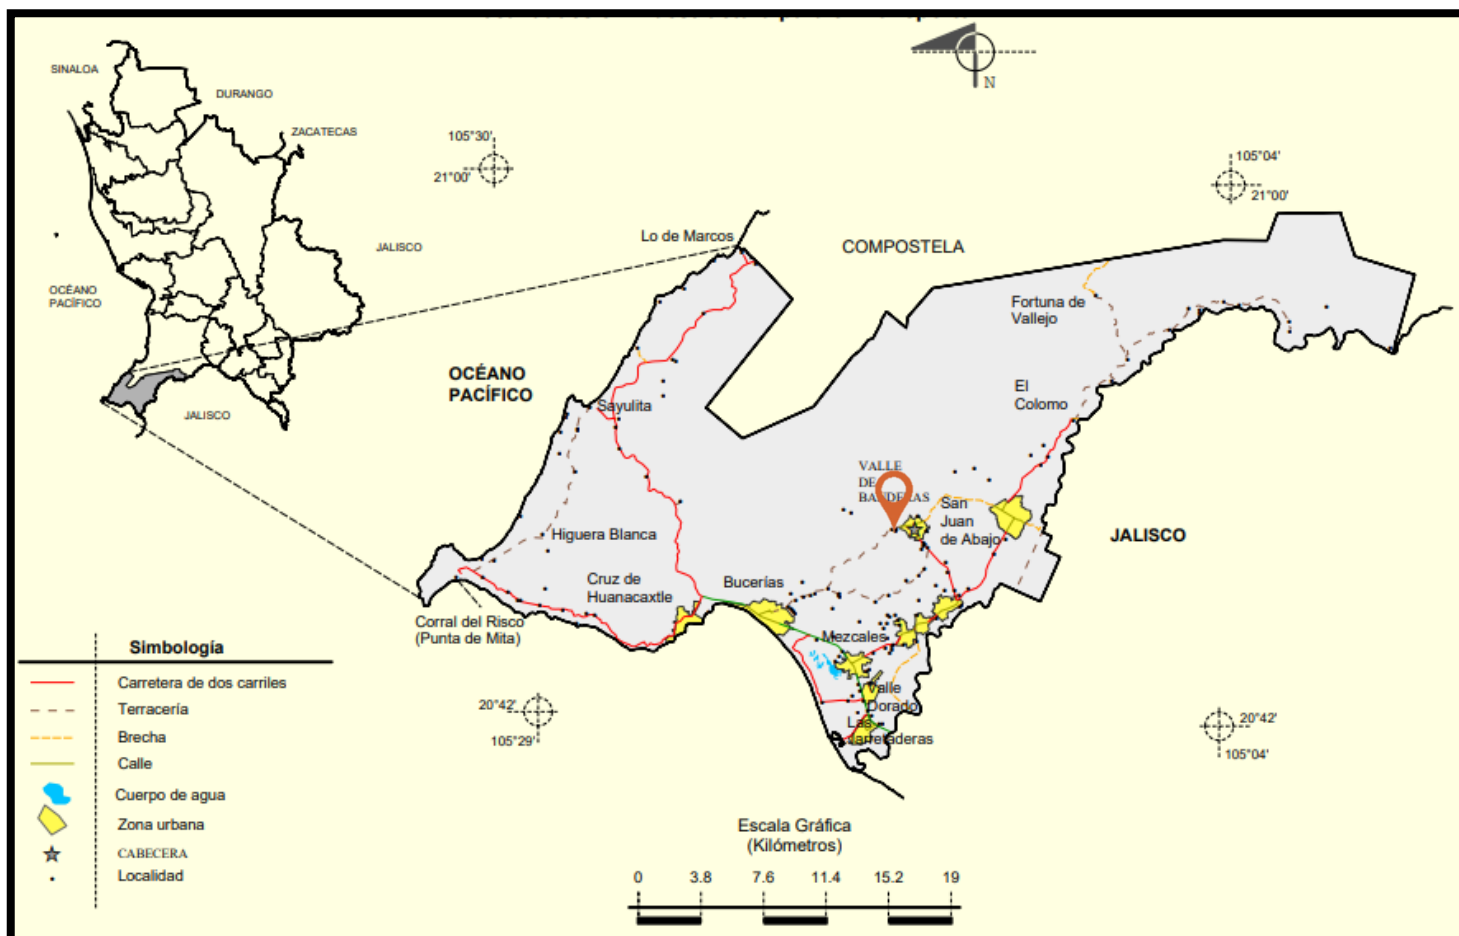 N
SINALOA
DURANGO
ZACATECAS
JALISCO
OCÉANO
PACÍFICO
JALISCO
105°30'
21°00'
105°04'
21°00'
Lo de Marcos
COMPOSTELA
Fortuna de
Vallejo
OCÉANO
PACÍFICO
Sayulita
El
Colomo
VALLE
DE
BANDERAS
San
Juan
de Abajo
JALISCO
Higuera Blanca
Cruz de
Huanacaxtle
Bucerías
Corral del Risco
(Punta de Mita)
Mezcales
Valle
Dorado
Las
Jarretaderas
20°42'
105°29'
20°42'
105°04'
Simbología
Carretera de dos carriles
Terracería
Brecha
Calle
Cuerpo de agua
Zona urbana
CABECERA
Localidad
Escala Gráfica
(Kilómetros)
0 3.8 7.6 11.4 15.2 19